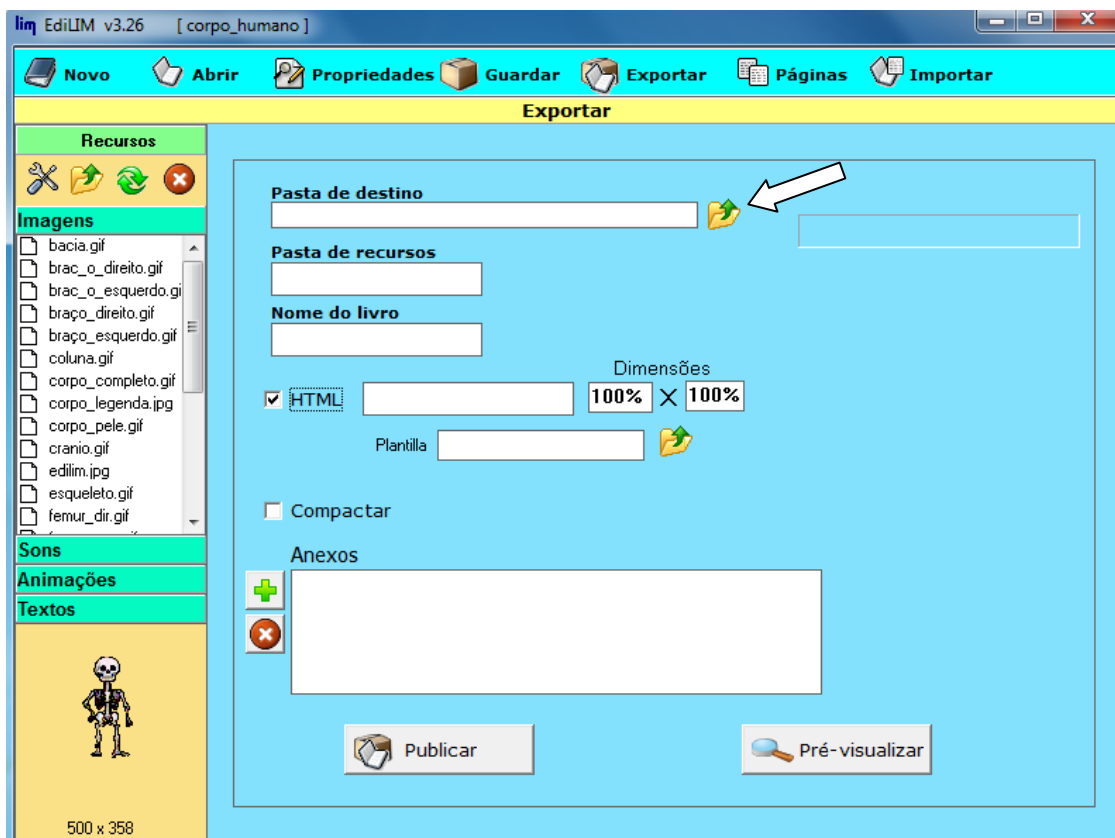 lim EdiLIM v3.26 [ corpo_humano ]
Novo Abrir Propriedades Guardar Exportar Páginas Importar
Exportar
Recursos
Imagens
bacia.gif
brac_o_direito.gif
brac_o_esquerdo.gi
braço_direito.gif
braço_esquerdo.gif
coluna.gif
corpo_completo.gif
corpo_legenda.jpg
corpo_pele.gif
cranio.gif
edilim.jpg
esqueleto.gif
femur_dir.gif
Sons
Animações
Textos
500 x 358
Pasta de destino
Pasta de recursos
Nome do livro
Dimensões
HTML 100% X 100%
Plantilla
Compactar
Anexos
Publicar Pré-visualizar